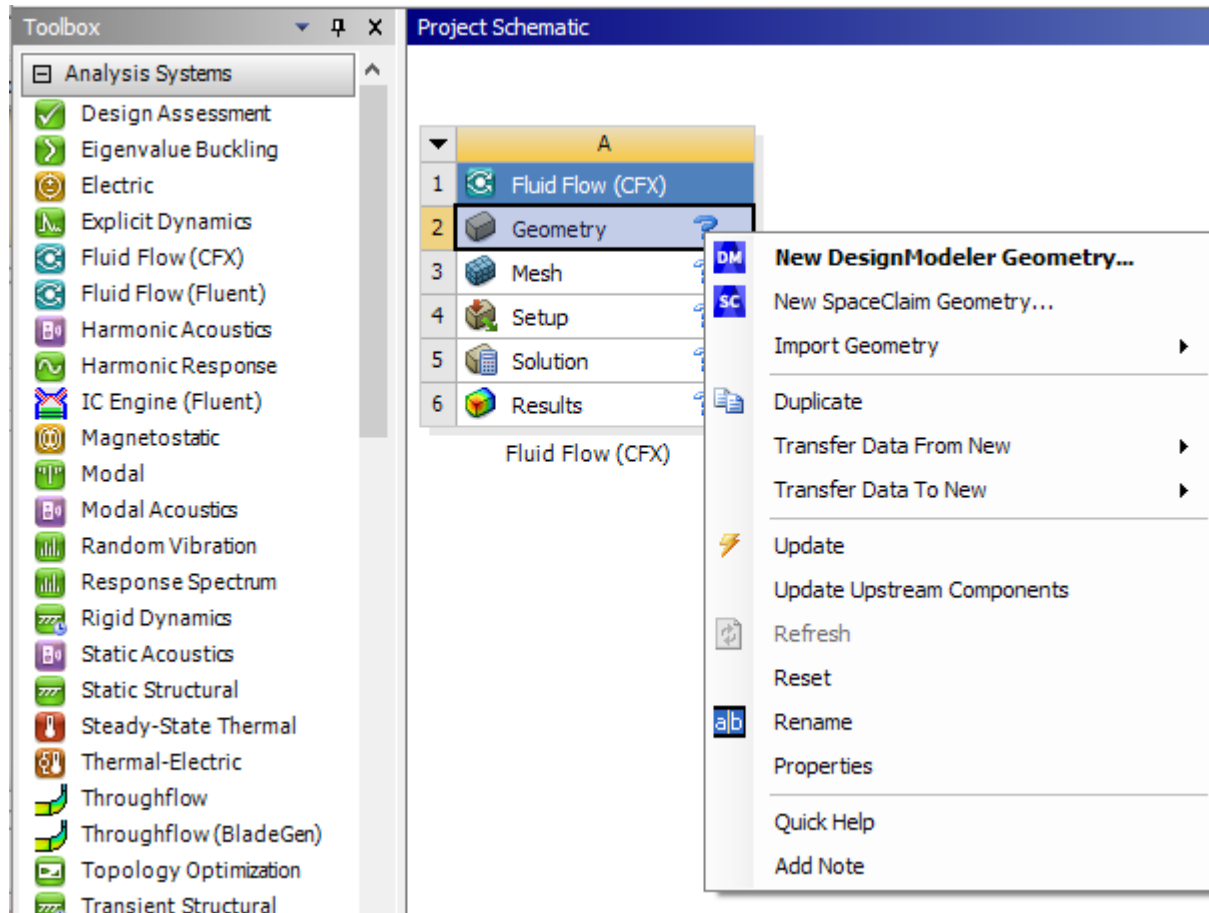 Toolbox
Analysis Systems
Design Assessment
Eigenvalue Buckling
Electric
Explicit Dynamics
Fluid Flow (CFX)
Fluid Flow (Fluent)
Harmonic Acoustics
Harmonic Response
IC Engine (Fluent)
Magnetostatic
Modal
Modal Acoustics
Random Vibration
Response Spectrum
Rigid Dynamics
Static Acoustics
Static Structural
Steady-State Thermal
Thermal-Electric
Throughflow
Throughflow (BladeGen)
Topology Optimization
Transient Structural
Project Schematic
A
1 Fluid Flow (CFX)
2 Geometry ?
3 Mesh
4 Setup
5 Solution
6 Results
Fluid Flow (CFX)
DM New DesignModeler Geometry...
SC New SpaceClaim Geometry...
Import Geometry
Duplicate
Transfer Data From New
Transfer Data To New
Update
Update Upstream Components
Refresh
Reset
a|b Rename
Properties
Quick Help
Add Note